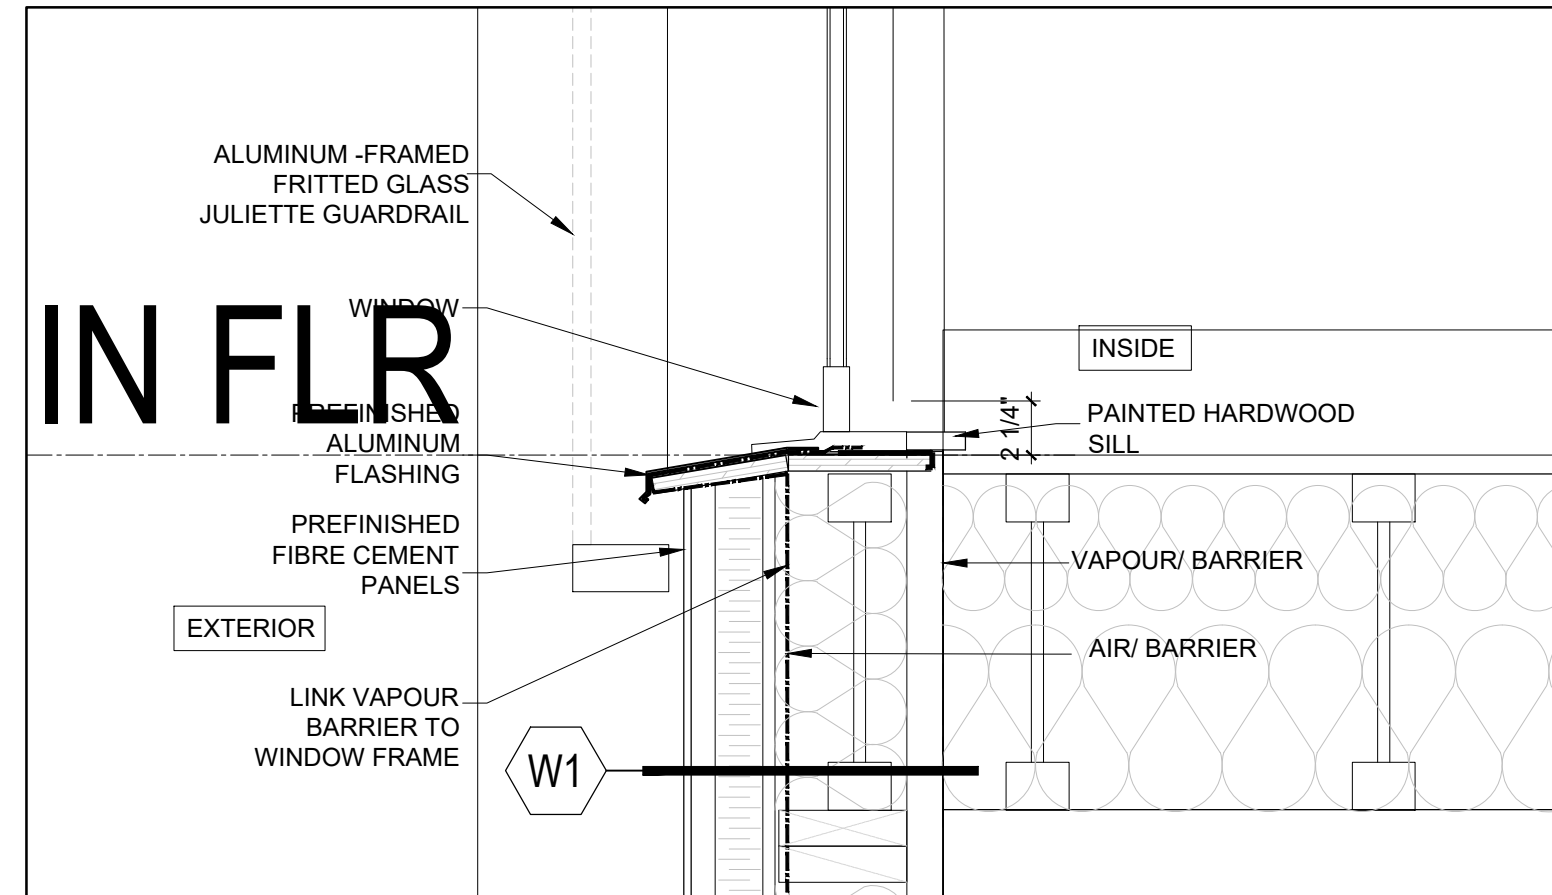 ALUMINUM -FRAMED
FRITTED GLASS
JULIETTE GUARDRAIL
WINDOW
IN FLR
PREFINISHED
ALUMINUM
FLASHING
PREFINISHED
FIBRE CEMENT
PANELS
EXTERIOR
LINK VAPOUR
BARRIER TO
WINDOW FRAME
W1
INSIDE
2 1/4"
PAINTED HARDWOOD
SILL
VAPOUR/ BARRIER
AIR/ BARRIER